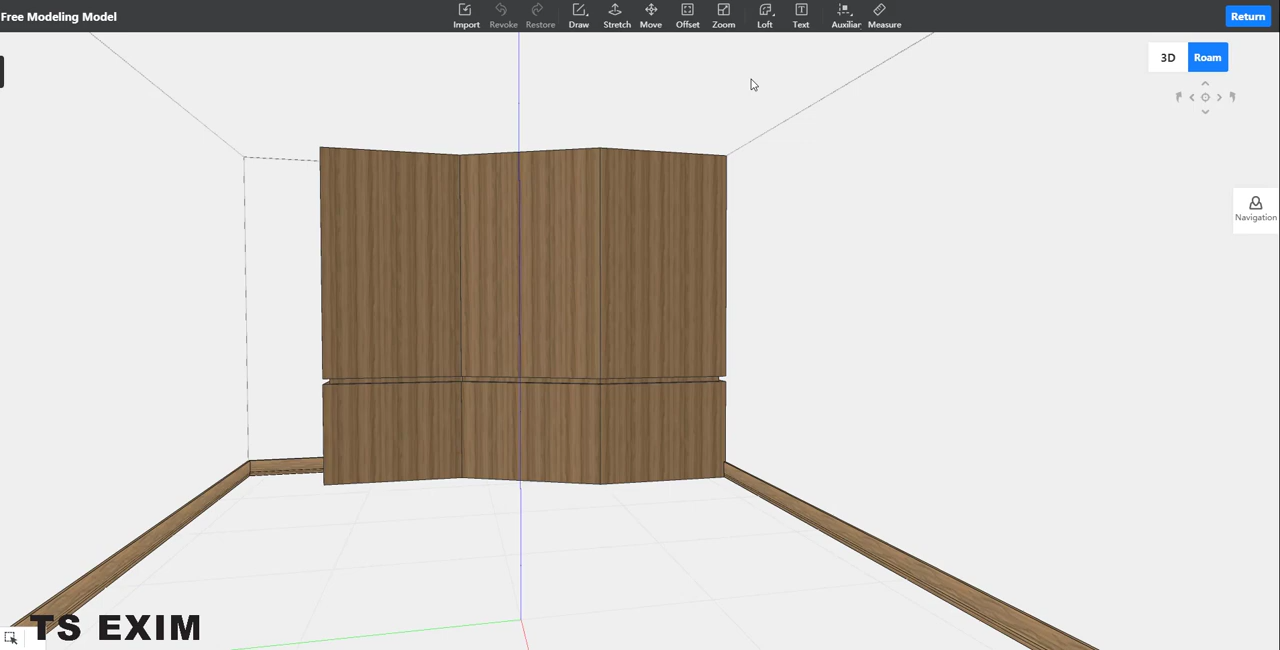 Free Modeling Model
Import Revoke Restore Draw Stretch Move Offset Zoom Loft Text Auxiliar Measure
Return
3D Roam
Navigation
TS EXIM